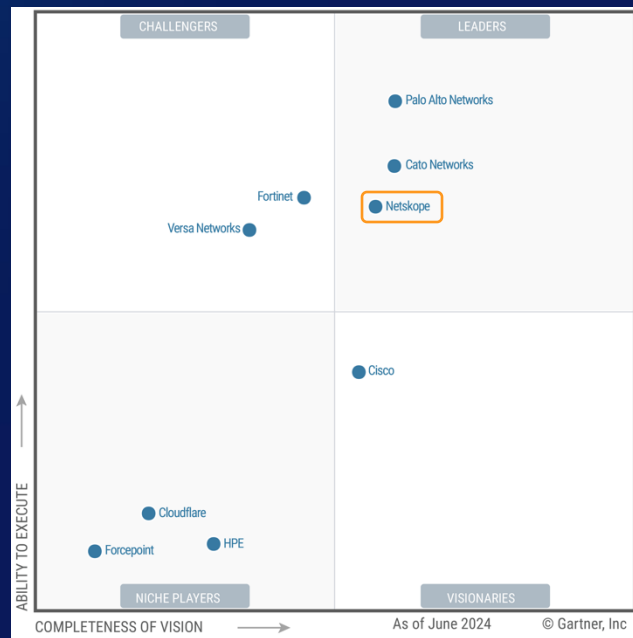 CHALLENGERS
LEADERS
Palo Alto Networks
Cato Networks
Fortinet
Netskope
Versa Networks
Cisco
Cloudflare
HPE
Forcepoint
NICHE PLAYERS
VISIONARIES
ABILITY TO EXECUTE
COMPLETENESS OF VISION
As of June 2024
© Gartner, Inc